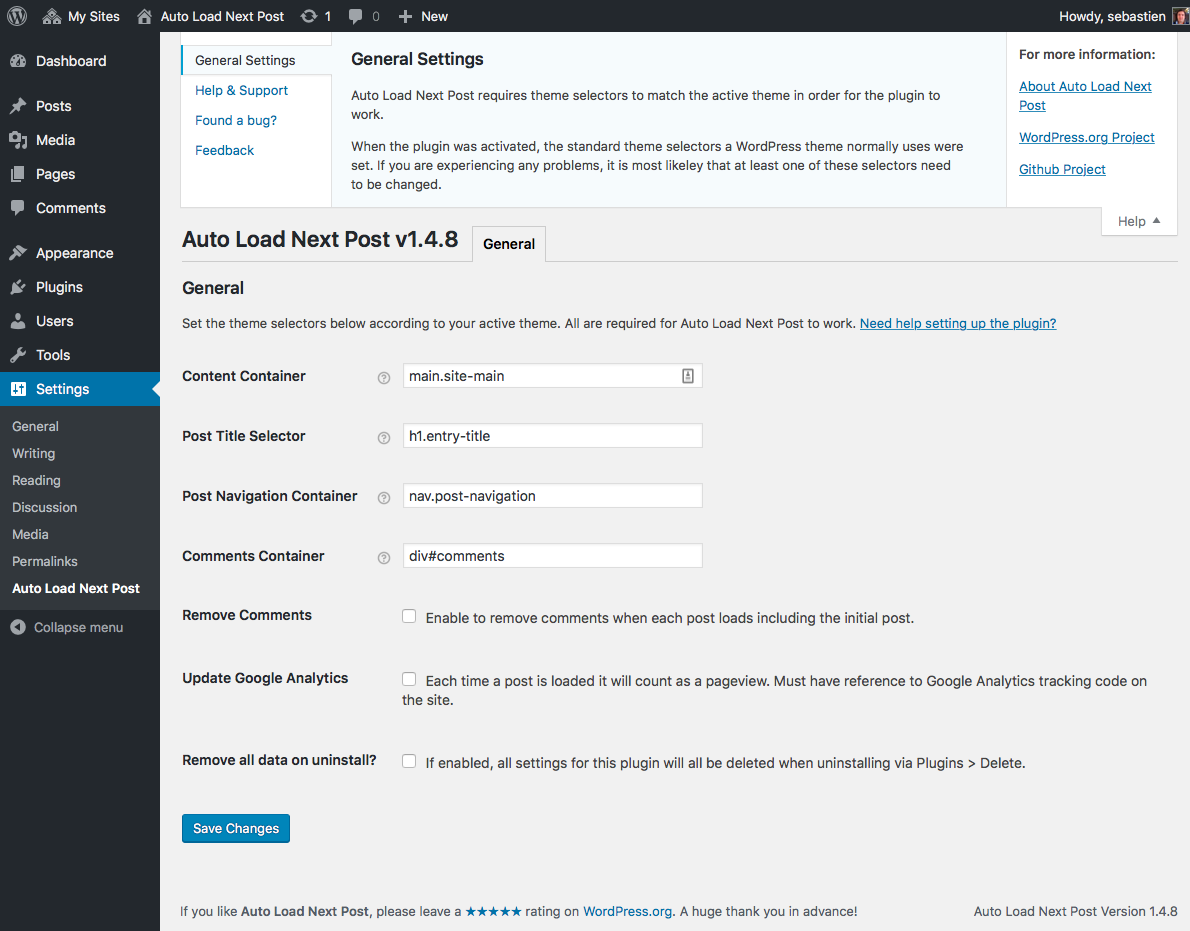 My Sites
Auto Load Next Post
1
0
New
Howdy, sebastien
Dashboard
Posts
Media
Pages
Comments
Appearance
Plugins
Users
Tools
Settings
General
Writing
Reading
Discussion
Media
Permalinks
Auto Load Next Post
Collapse menu
General Settings
Help & Support
Found a bug?
Feedback
General Settings
Auto Load Next Post requires theme selectors to match the active theme in order for the plugin to
work.
When the plugin was activated, the standard theme selectors a WordPress theme normally uses were
set. If you are experiencing any problems, it is most likeley that at least one of these selectors need
to be changed.
For more information:
About Auto Load Next
Post
WordPress.org Project
Github Project
Help
Auto Load Next Post v1.4.8
General
General
Set the theme selectors below according to your active theme. All are required for Auto Load Next Post to work. Need help setting up the plugin?
Content Container
main.site-main
Post Title Selector
h1.entry-title
Post Navigation Container
nav.post-navigation
Comments Container
div#comments
Remove Comments
Enable to remove comments when each post loads including the initial post.
Update Google Analytics
Each time a post is loaded it will count as a pageview. Must have reference to Google Analytics tracking code on
the site.
Remove all data on uninstall?
If enabled, all settings for this plugin will all be deleted when uninstalling via Plugins > Delete.
Save Changes
If you like Auto Load Next Post, please leave a ★★★★★ rating on WordPress.org. A huge thank you in advance!
Auto Load Next Post Version 1.4.8